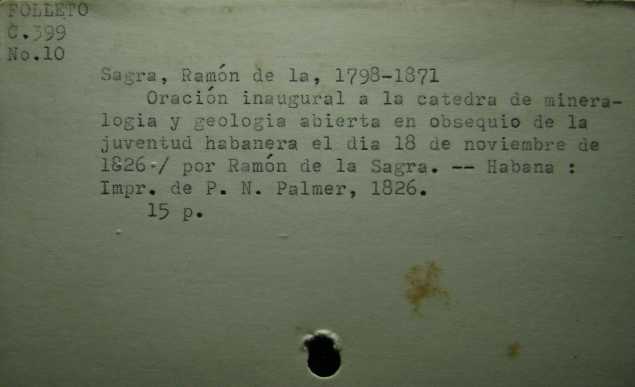 FOLLETO
C.399
No.10
Sagra, Ramón de la, 1798-1871
Oración inaugural a la catedra de minera-
logia y geologia abierta en obsequio de la
juventud habanera el dia 18 de noviembre de
1826./ por Ramón de la Sagra. -- Habana :
Impr. de P. N. Palmer, 1826.
15 p.